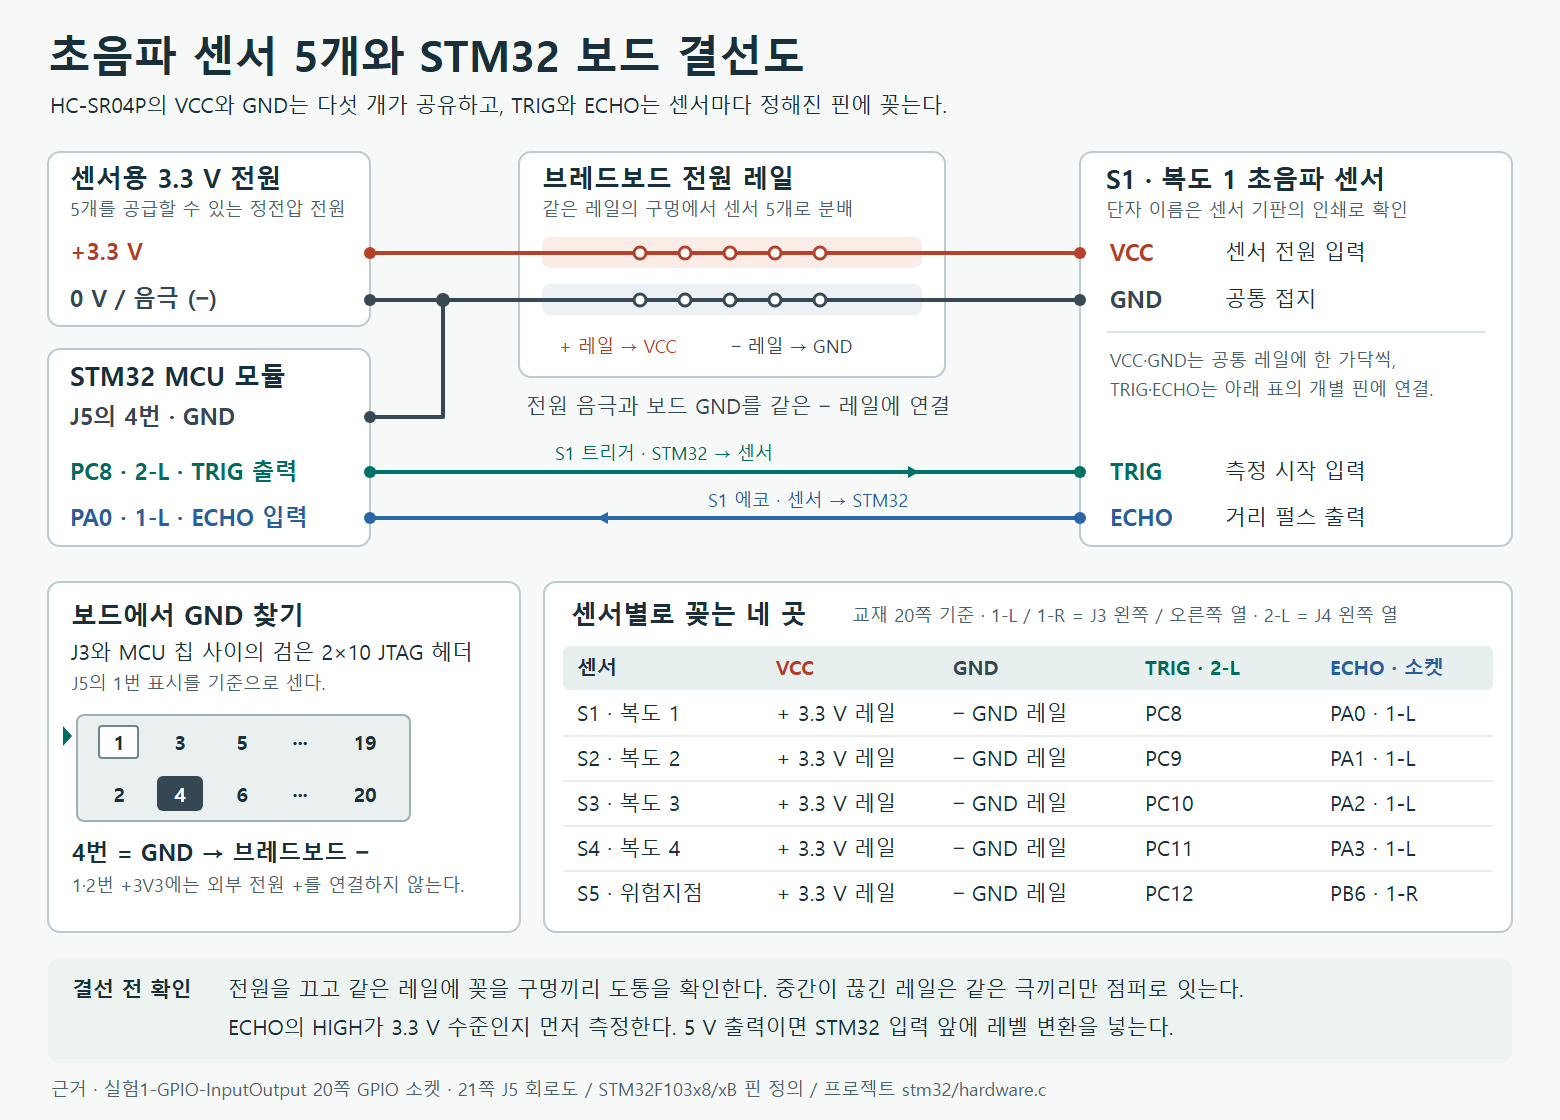 초음파 센서 5개와 STM32 보드 결선도
HC-SR04P의 VCC와 GND는 다섯 개가 공유하고, TRIG와 ECHO는 센서마다 정해진 핀에 꽂는다.
센서용 3.3 V 전원
5개를 공급할 수 있는 정전압 전원
+3.3 V
0 V / 음극 (−)
STM32 MCU 모듈
J5의 4번 · GND
PC8 · 2-L · TRIG 출력
PA0 · 1-L · ECHO 입력
브레드보드 전원 레일
같은 레일의 구멍에서 센서 5개로 분배
+ 레일 → VCC − 레일 → GND
전원 음극과 보드 GND를 같은 − 레일에 연결
S1 트리거 · STM32 → 센서
S1 에코 · 센서 → STM32
S1 · 복도 1 초음파 센서
단자 이름은 센서 기판의 인쇄로 확인
VCC 센서 전원 입력
GND 공통 접지
VCC·GND는 공통 레일에 한 가닥씩,
TRIG·ECHO는 아래 표의 개별 핀에 연결.
TRIG 측정 시작 입력
ECHO 거리 펄스 출력
보드에서 GND 찾기
J3와 MCU 칩 사이의 검은 2×10 JTAG 헤더
J5의 1번 표시를 기준으로 센다.
1 3 5 ··· 19
2 4 6 ··· 20
4번 = GND → 브레드보드 −
1·2번 +3V3에는 외부 전원 +를 연결하지 않는다.
센서별로 꽂는 네 곳 교재 20쪽 기준 · 1-L / 1-R = J3 왼쪽 / 오른쪽 열 · 2-L = J4 왼쪽 열
센서 VCC GND TRIG · 2-L ECHO · 소켓
S1 · 복도 1 + 3.3 V 레일 − GND 레일 PC8 PA0 · 1-L
S2 · 복도 2 + 3.3 V 레일 − GND 레일 PC9 PA1 · 1-L
S3 · 복도 3 + 3.3 V 레일 − GND 레일 PC10 PA2 · 1-L
S4 · 복도 4 + 3.3 V 레일 − GND 레일 PC11 PA3 · 1-L
S5 · 위험지점 + 3.3 V 레일 − GND 레일 PC12 PB6 · 1-R
결선 전 확인 전원을 끄고 같은 레일에 꽂을 구멍끼리 도통을 확인한다. 중간이 끊긴 레일은 같은 극끼리만 점퍼로 잇는다.
ECHO의 HIGH가 3.3 V 수준인지 먼저 측정한다. 5 V 출력이면 STM32 입력 앞에 레벨 변환을 넣는다.
근거 · 실험1-GPIO-InputOutput 20쪽 GPIO 소켓 · 21쪽 J5 회로도 / STM32F103x8/xB 핀 정의 / 프로젝트 stm32/hardware.c